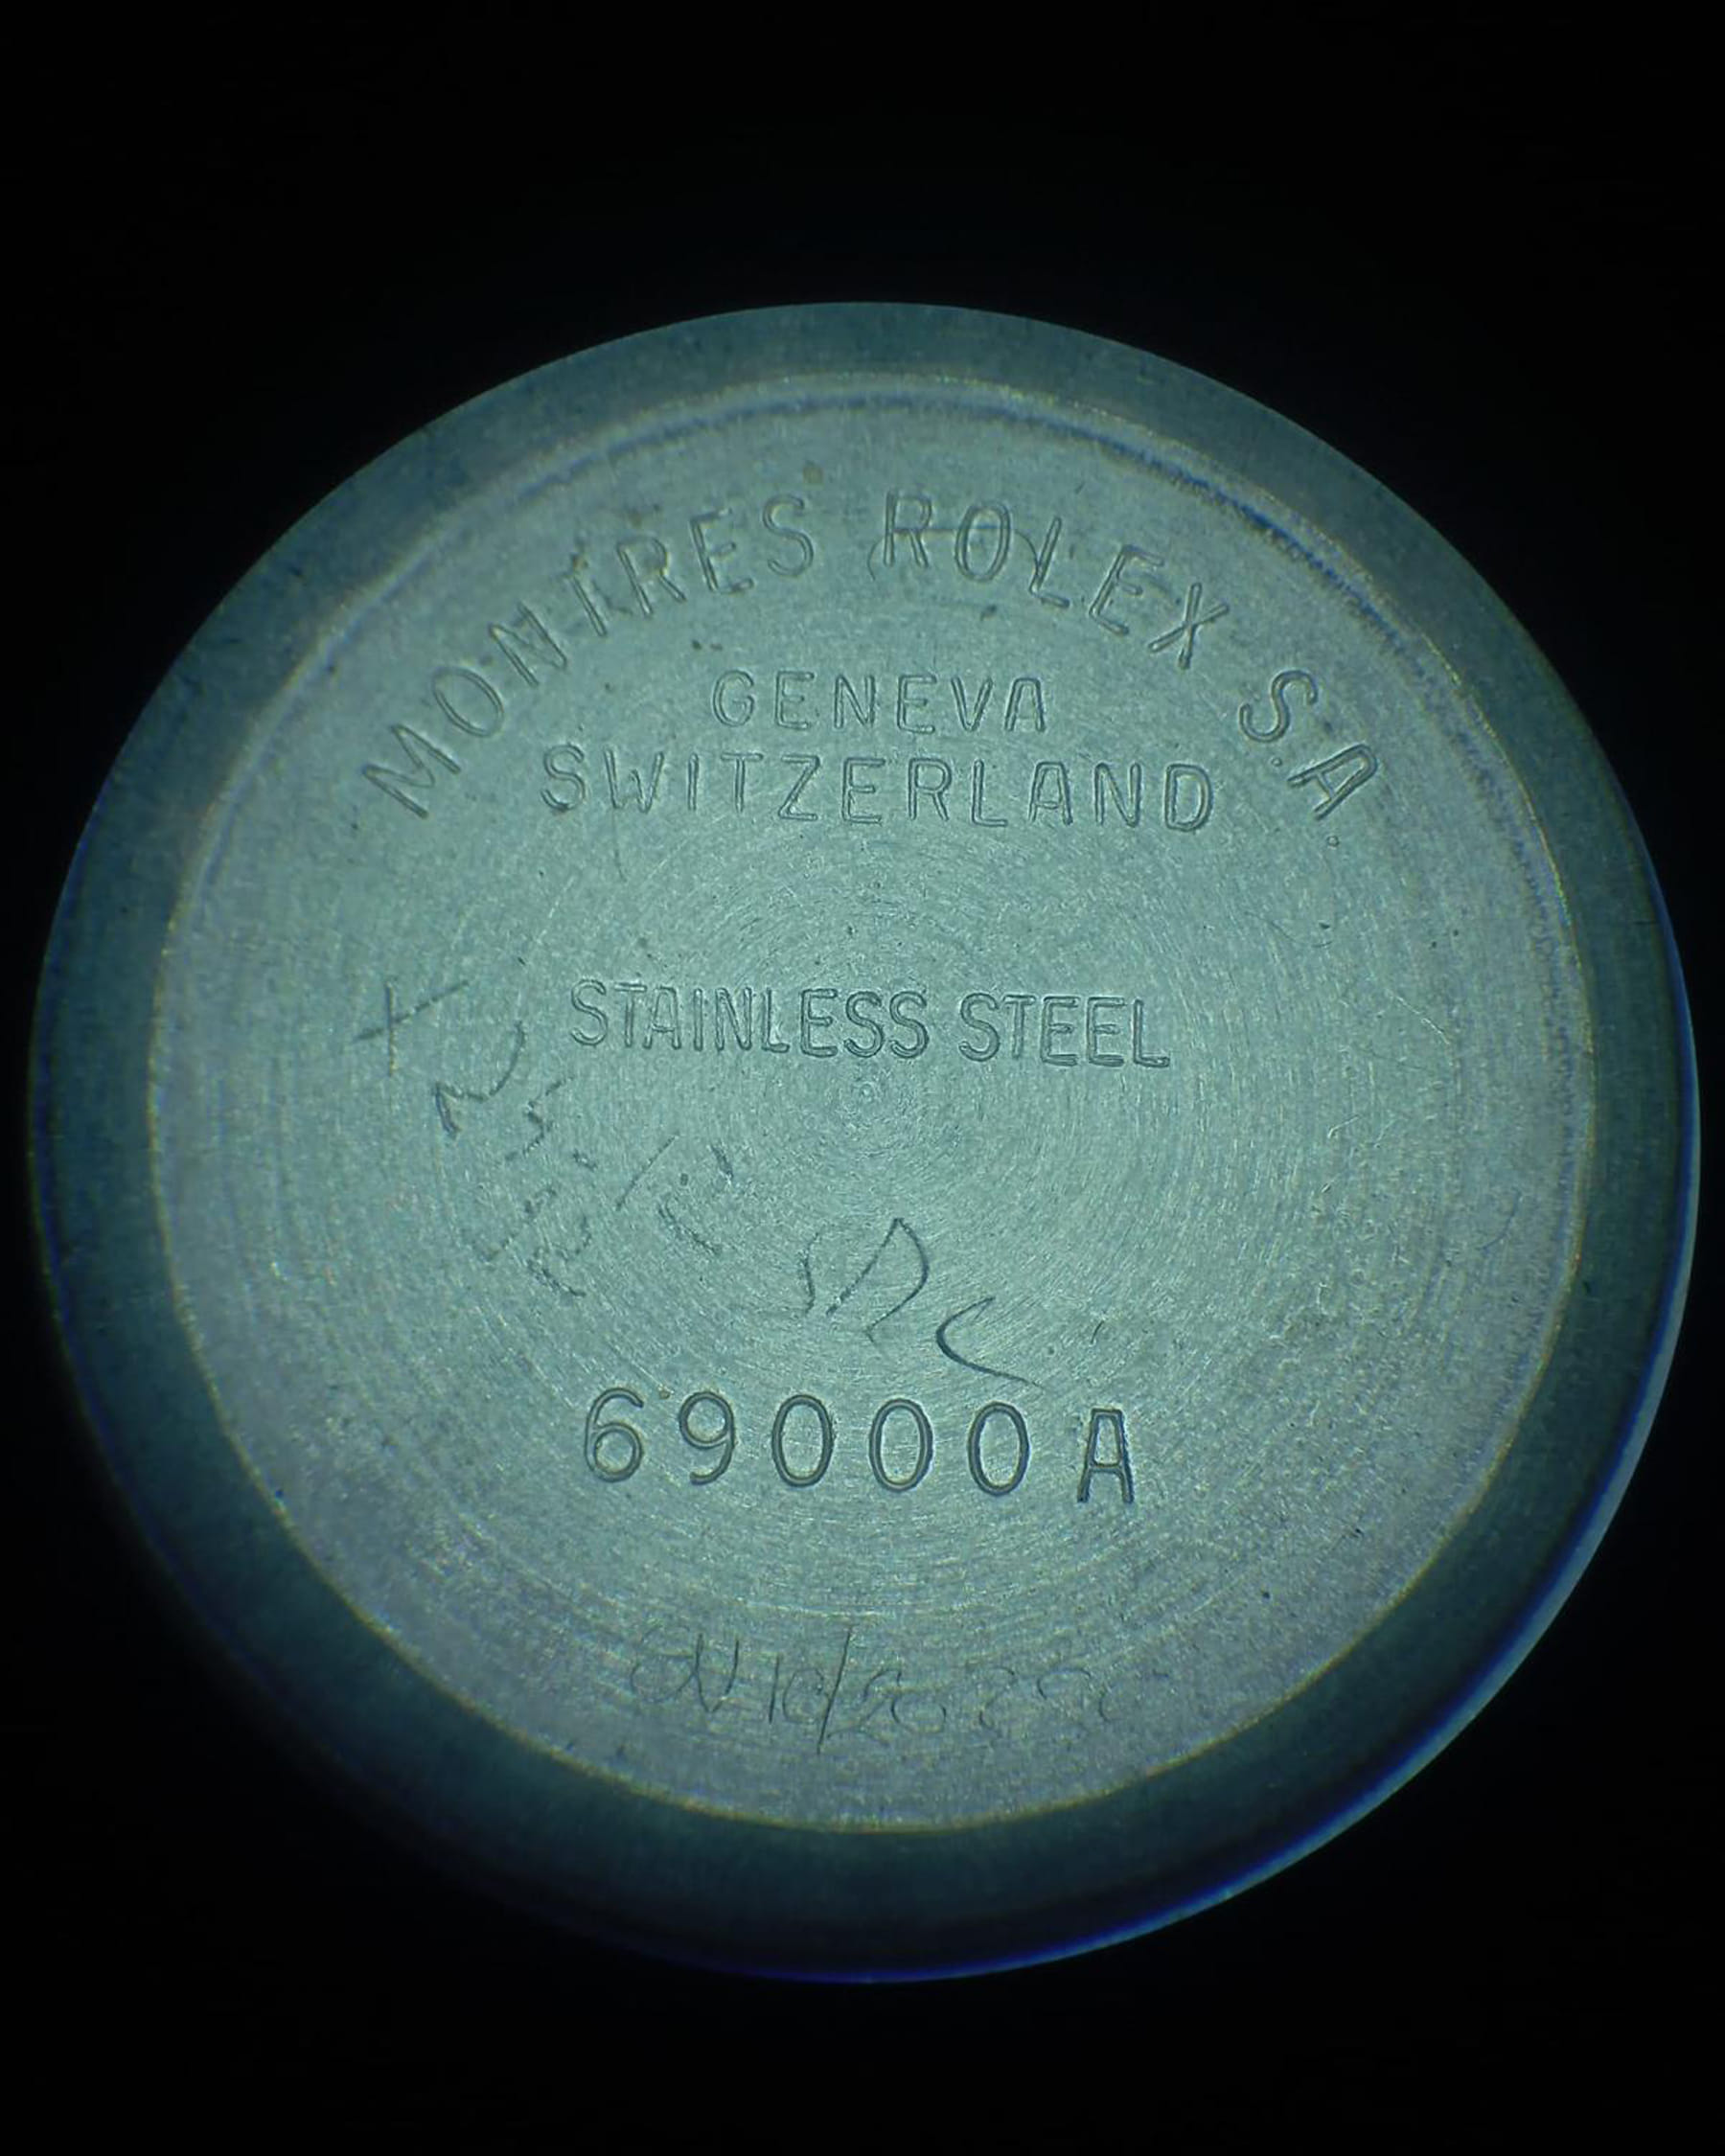 MONTRES ROLEX S.A.
GENEVA
SWITZERLAND
STAINLESS STEEL
69000A